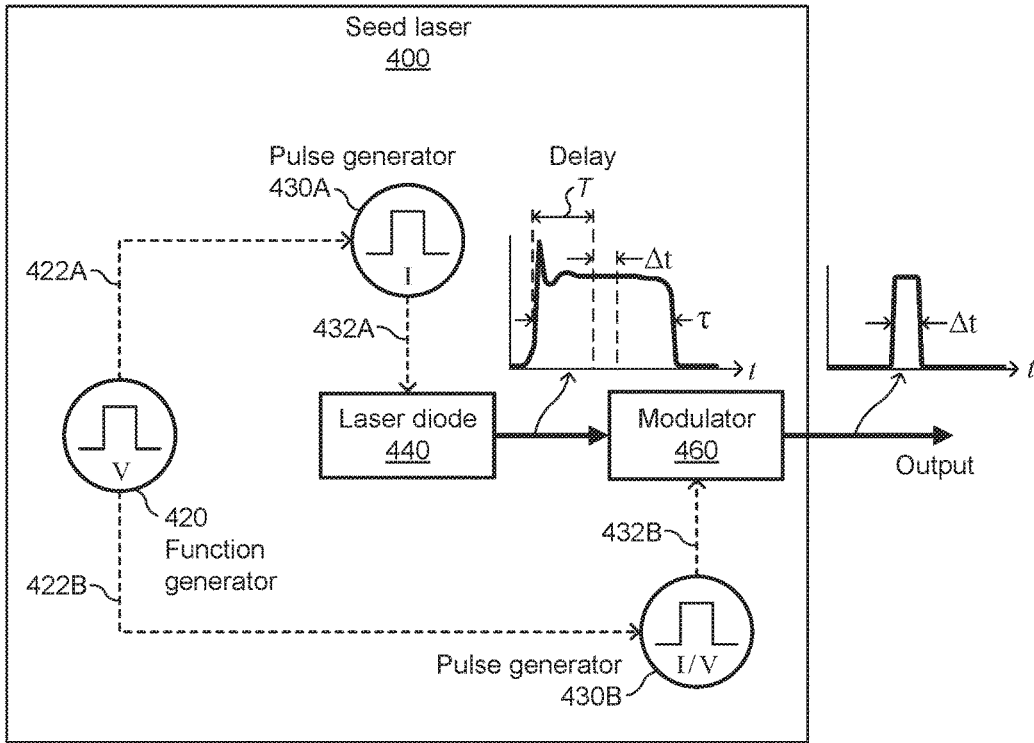 Seed laser
400
Pulse generator
430A
I
Delay
T
Δt
τ
t
Δt
t
422A
432A
Laser diode
440
Modulator
460
Output
V
420
Function
generator
432B
422B
I/V
Pulse generator
430B